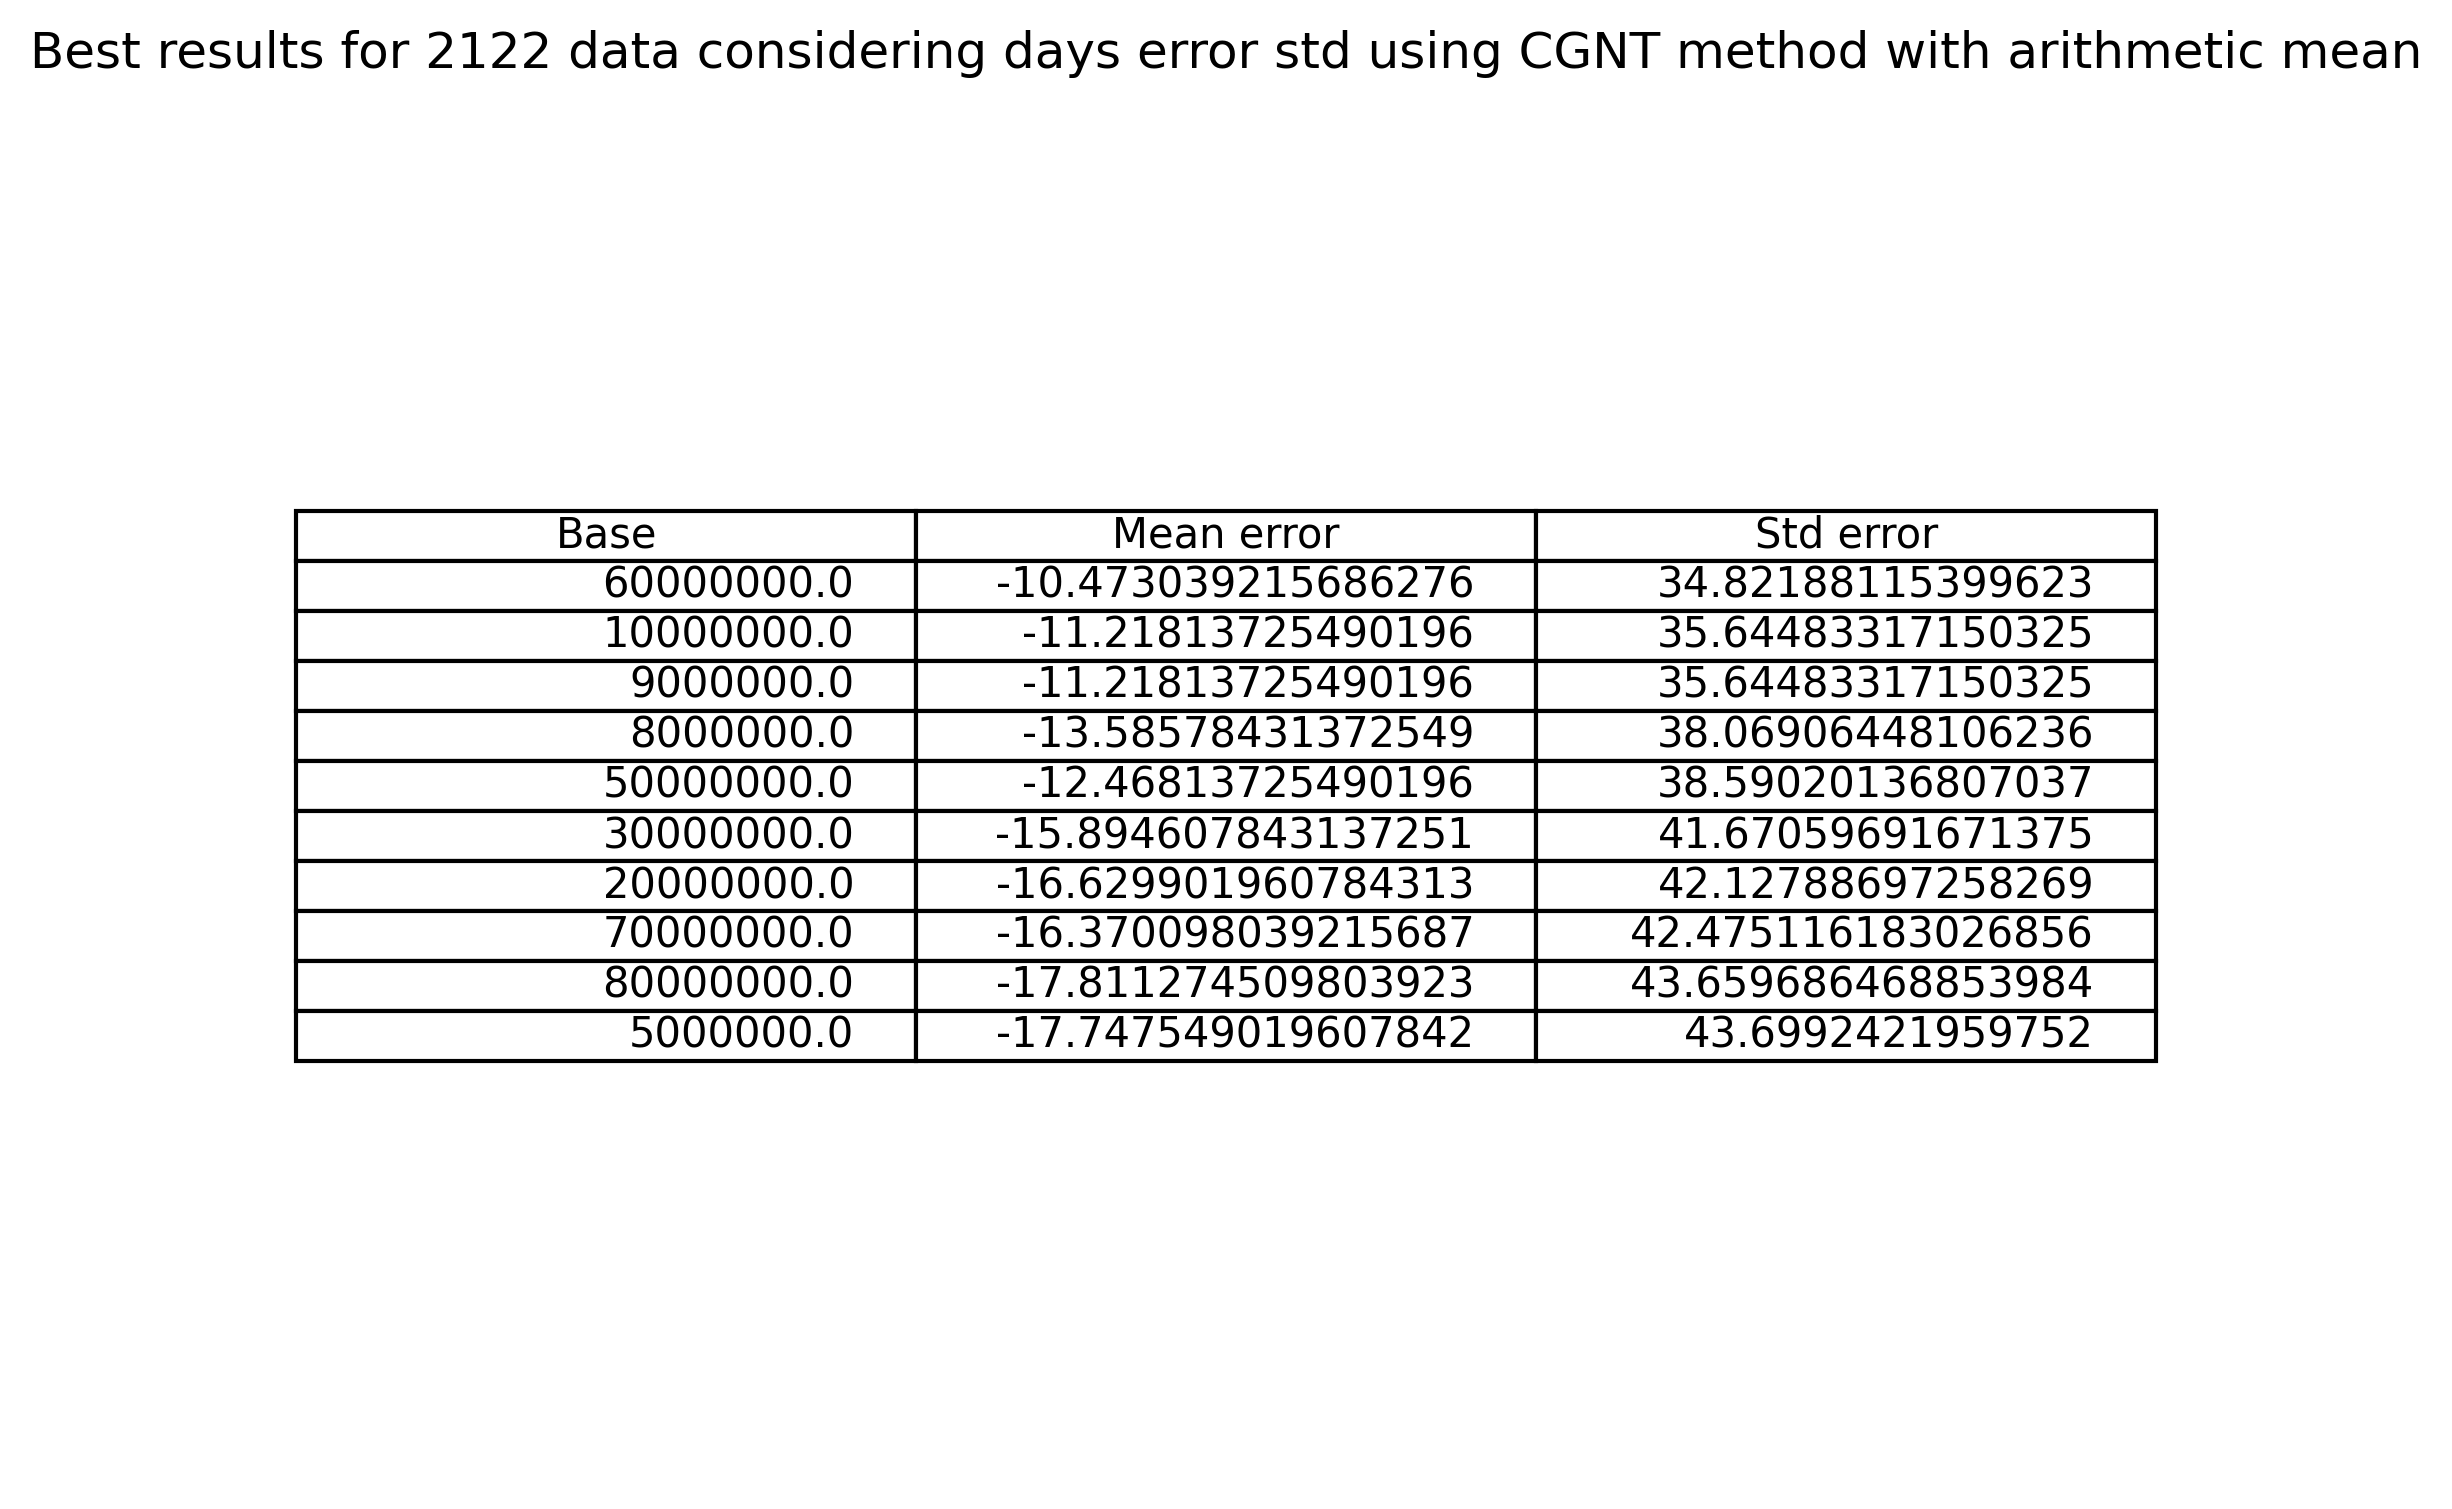 Best results for 2122 data considering days error std using CGNT method with arithmetic mean
Base Mean error Std error
60000000.0 -10.473039215686276 34.82188115399623
10000000.0 -11.21813725490196 35.64483317150325
9000000.0 -11.21813725490196 35.64483317150325
8000000.0 -13.58578431372549 38.06906448106236
50000000.0 -12.46813725490196 38.59020136807037
30000000.0 -15.894607843137251 41.67059691671375
20000000.0 -16.629901960784313 42.12788697258269
70000000.0 -16.370098039215687 42.475116183026856
80000000.0 -17.811274509803923 43.659686468853984
5000000.0 -17.747549019607842 43.6992421959752